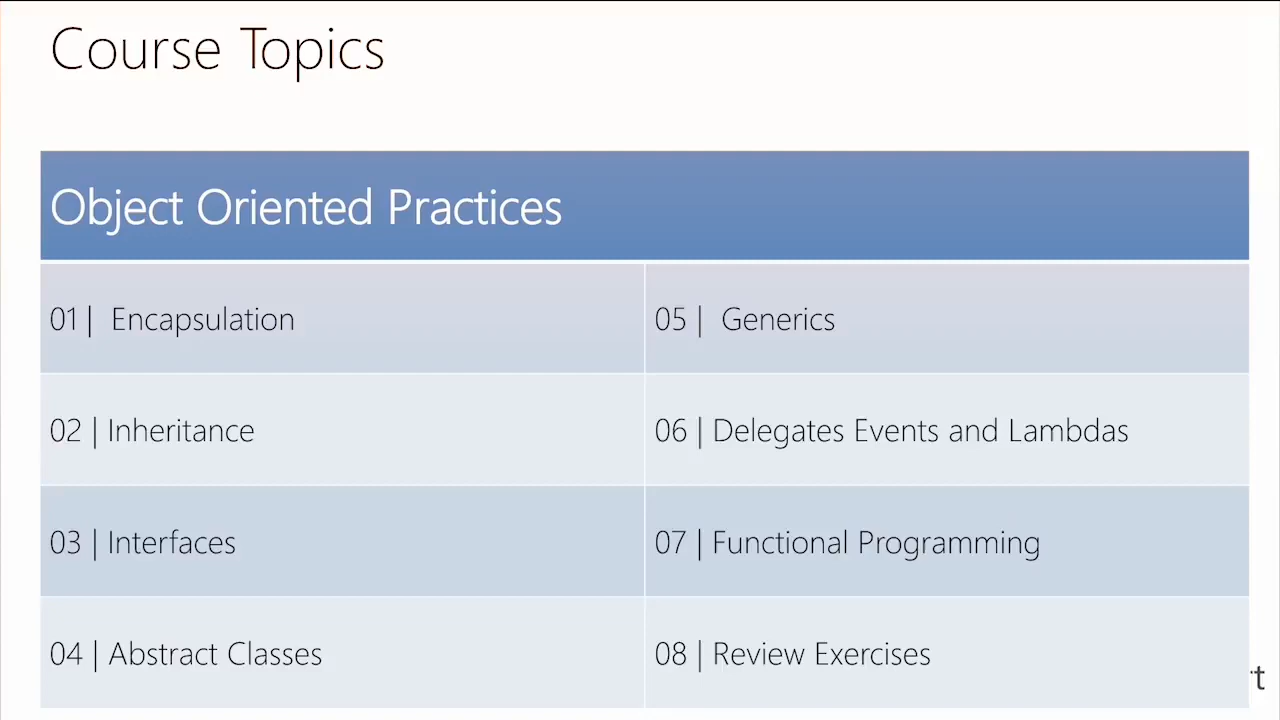 Course Topics
Object Oriented Practices
01 | Encapsulation
02 | Inheritance
03 | Interfaces
04 | Abstract Classes
05 | Generics
06 | Delegates Events and Lambdas
07 | Functional Programming
08 | Review Exercises